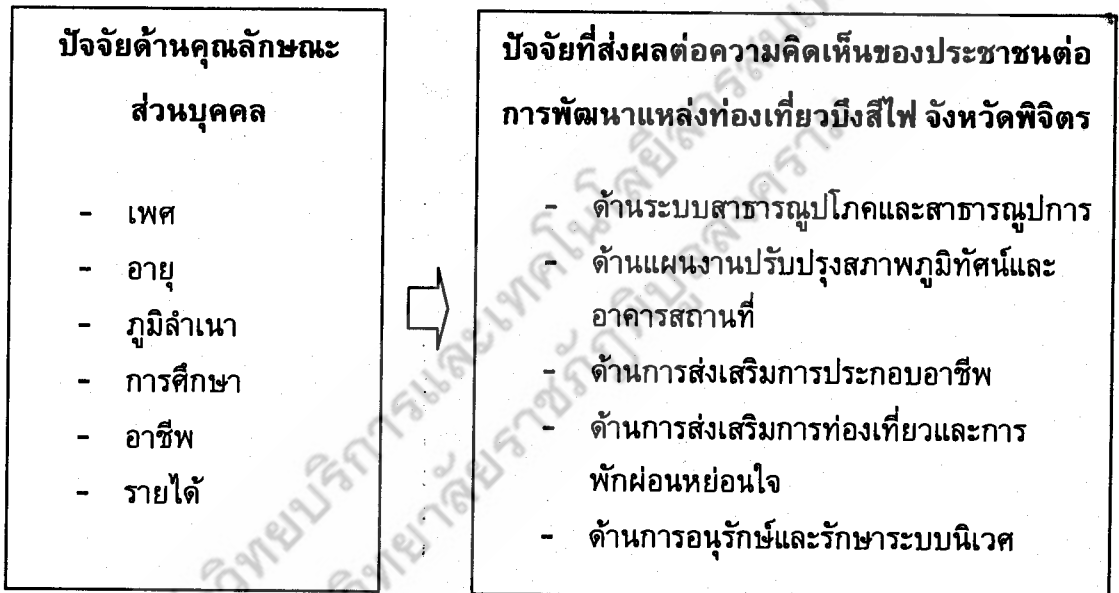 ปัจจัยด้านคุณลักษณะ
ส่วนบุคคล
- เพศ
- อายุ
- ภูมิลำเนา
- การศึกษา
- อาชีพ
- รายได้
ปัจจัยที่ส่งผลต่อความคิดเห็นของประชาชนต่อ
การพัฒนาแหล่งท่องเที่ยวบึงสีไฟ จังหวัดพิจิตร
- ด้านระบบสาธารณูปโภคและสาธารณูปการ
- ด้านแผนงานปรับปรุงสภาพภูมิทัศน์และ
อาคารสถานที่
- ด้านการส่งเสริมการประกอบอาชีพ
- ด้านการส่งเสริมการท่องเที่ยวและการ
พักผ่อนหย่อนใจ
- ด้านการอนุรักษ์และรักษาระบบนิเวศ